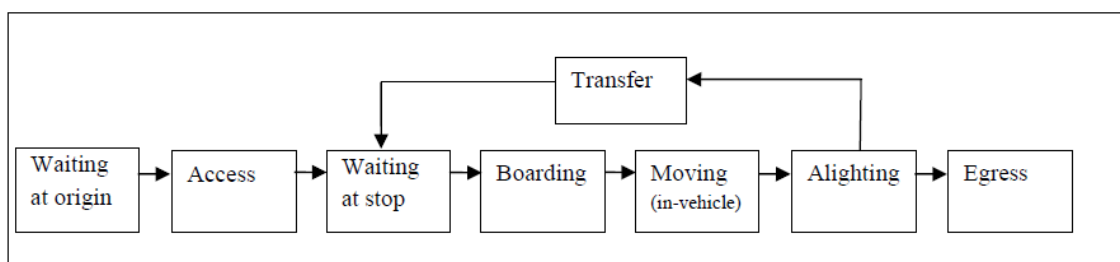 Transfer
Waiting
at origin
Access
Waiting
at stop
Boarding
Moving
(in-vehicle)
Alighting
Egress